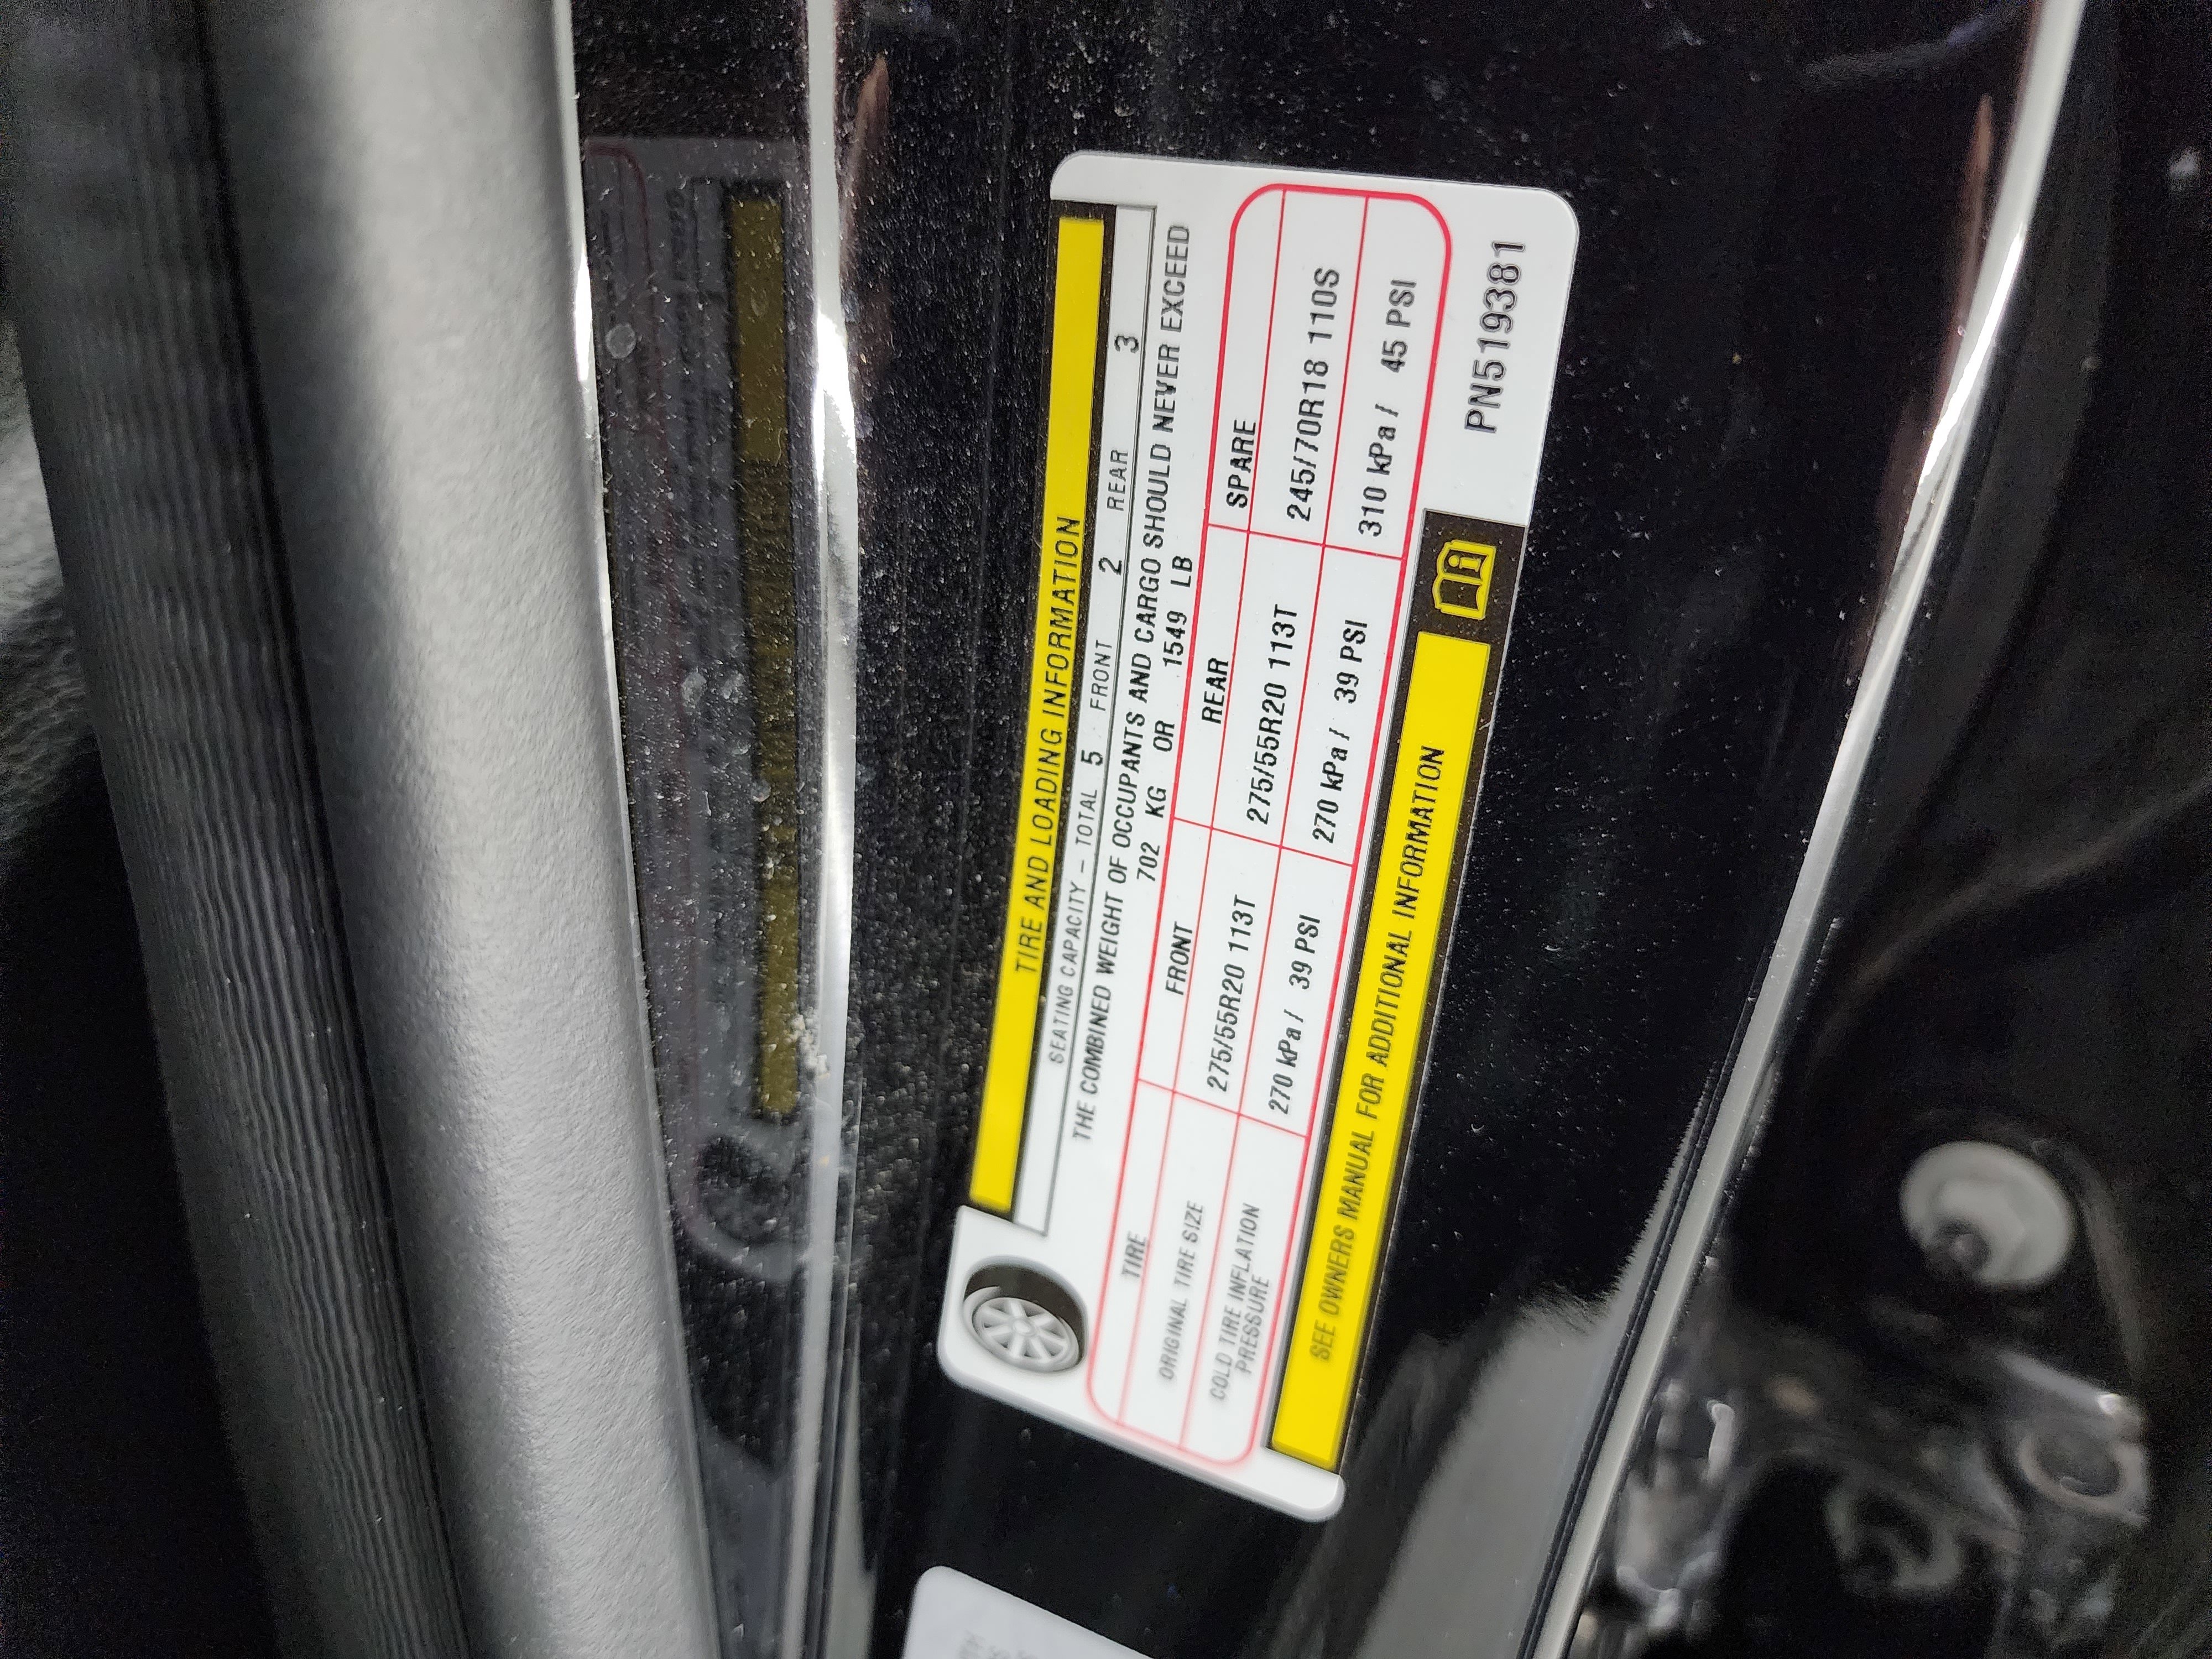 TIRE AND LOADING INFORMATION
SEATING CAPACITY – TOTAL 5 FRONT 2 REAR 3
THE COMBINED WEIGHT OF OCCUPANTS AND CARGO SHOULD NEVER EXCEED
702 KG OR 1549 LB
TIRE FRONT REAR SPARE
ORIGINAL TIRE SIZE 275/55R20 113T 275/55R20 113T 245/70R18 110S
COLD TIRE INFLATION PRESSURE 270 kPa / 39 PSI 270 kPa / 39 PSI 310 kPa / 45 PSI
SEE OWNERS MANUAL FOR ADDITIONAL INFORMATION
PN519381